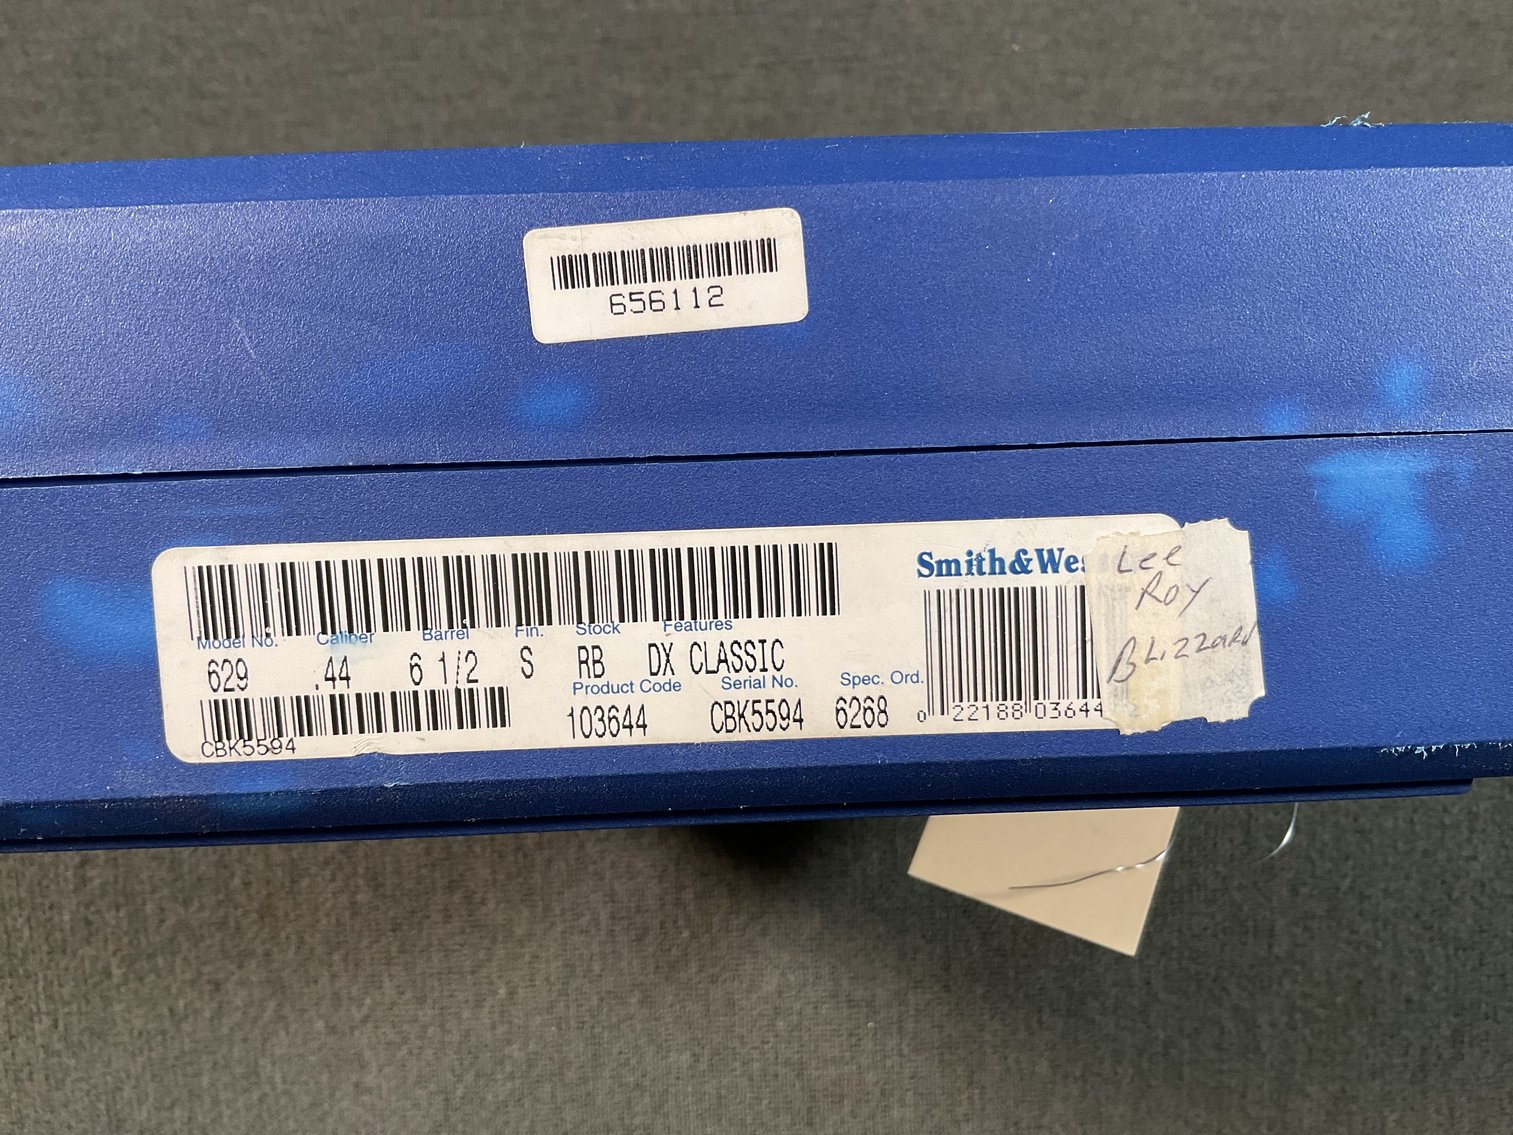 656112
Smith&Wes
Lee
Roy
Blizzard
Model No. Caliber Barrel Fin. Stock Features
629 .44 6 1/2 S RB DX CLASSIC
Product Code Serial No. Spec. Ord.
103644 CBK5594 6268
CBK5594
0 22188 03644